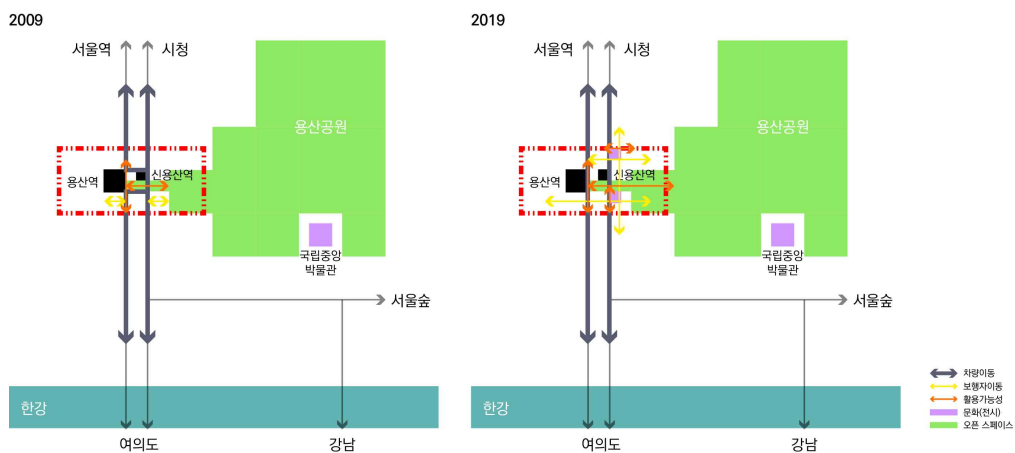 2009
서울역
시청
용산공원
용산역
신용산역
국립중앙
박물관
서울숲
한강
여의도
강남
2019
서울역
시청
용산공원
용산역
신용산역
국립중앙
박물관
서울숲
한강
여의도
강남
차량이동
보행자이동
활용가능성
문화(전시)
오픈 스페이스